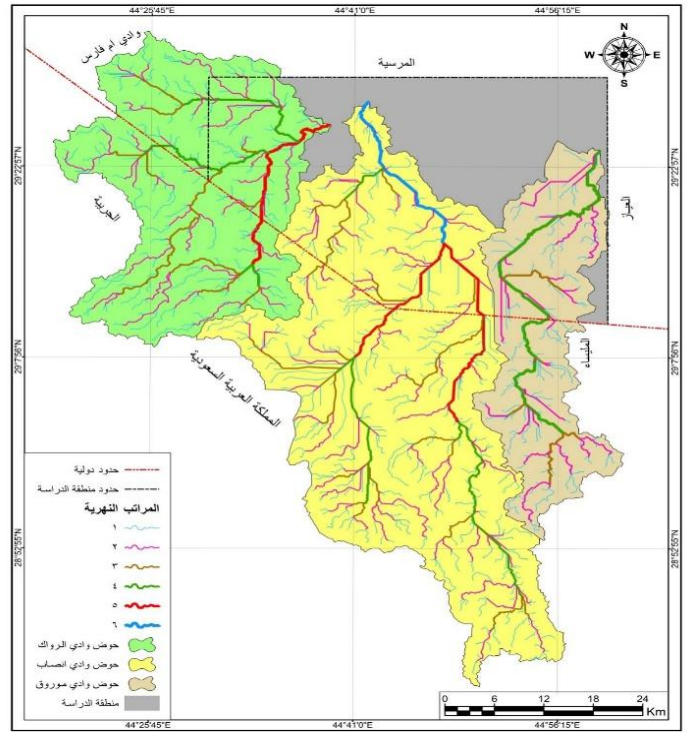 44°25'45"E 44°41'0"E 44°56'15"E
N
W E
S
وادي ام فارس
المرسية
29°22'57"N 29°22'57"N
الحربية
العياز
29°7'56"N 29°7'56"N
المليساء
المملكة العربية السعودية
حدود دولية
حدود منطقة الدراسة
المراتب النهرية
١
٢
٣
٤
٥
٦
حوض وادي الرواك
حوض وادي انصاب
حوض وادي موروق
منطقة الدراسة
28°52'55"N 28°52'55"N
0 6 12 18 24
Km
44°25'45"E 44°41'0"E 44°56'15"E